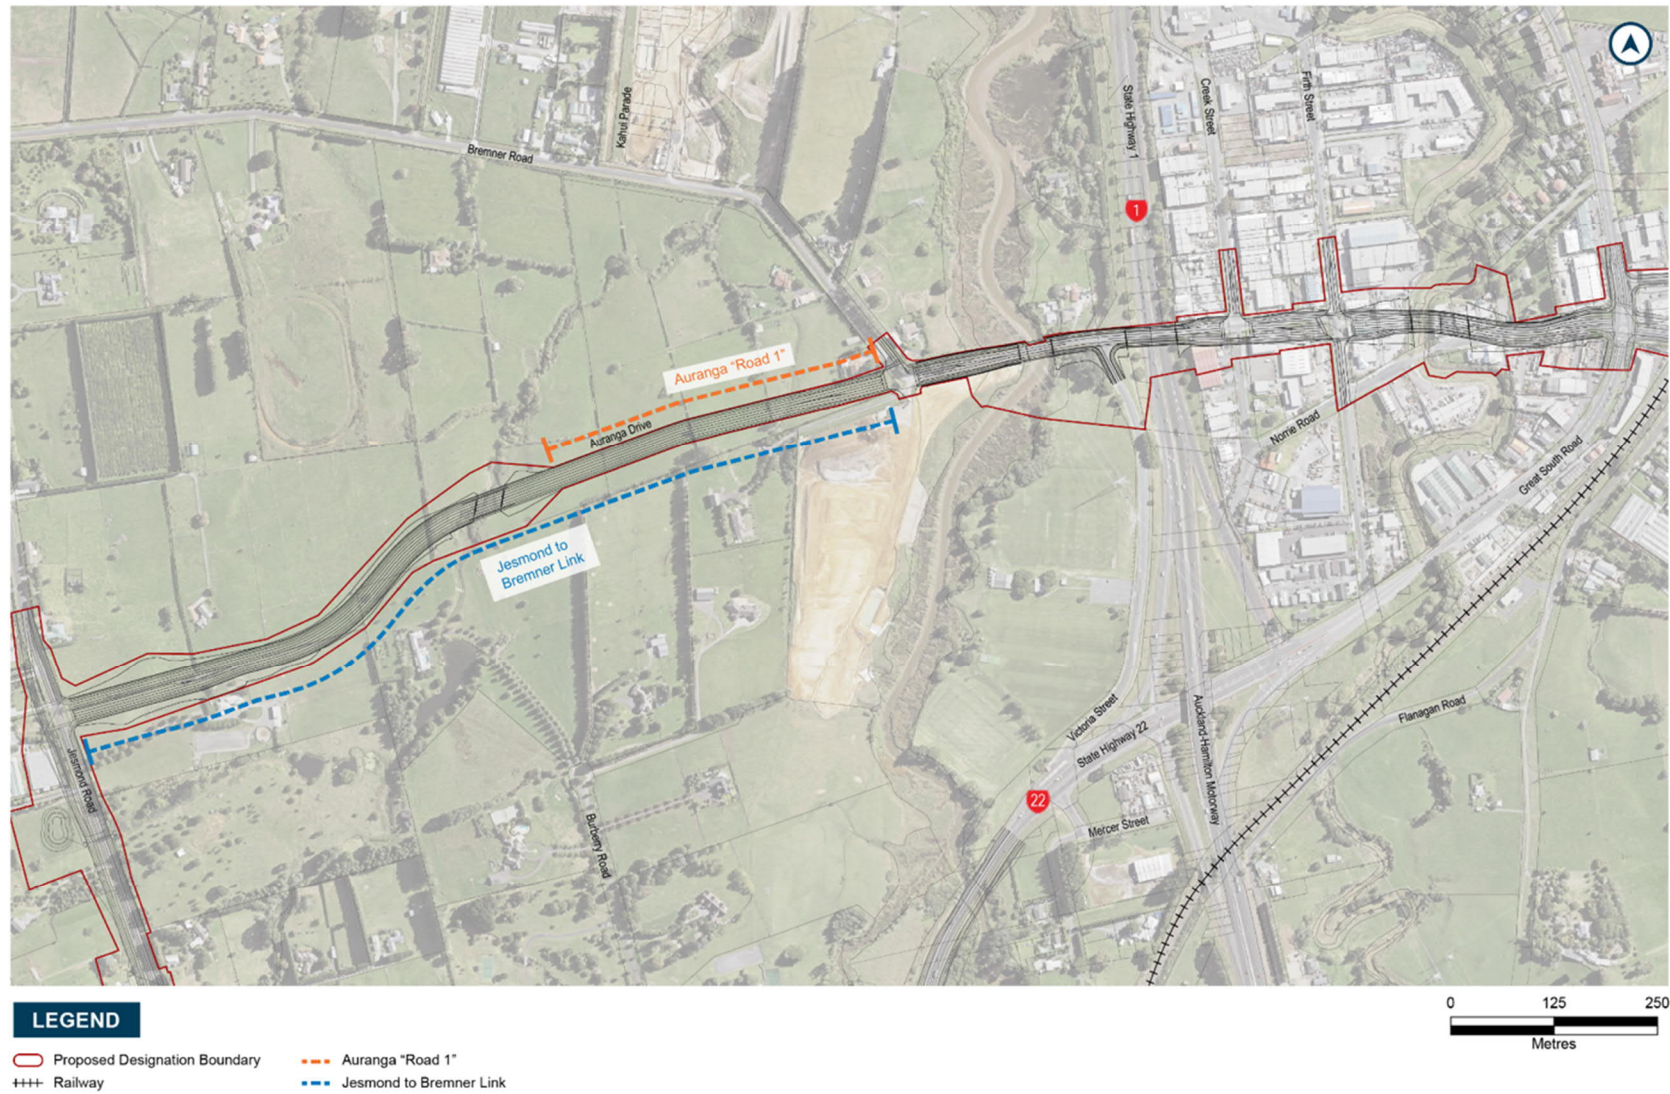 Kahui Parade
Bremner Road
State Highway 1
Creek Street
Firth Street
1
Auranga "Road 1"
Auranga Drive
Jesmond to
Bremner Link
Norrie Road
Great South Road
Jesmond Road
Burberry Road
Victoria Street
State Highway 22
22
Mercer Street
Auckland-Hamilton Motorway
Flanagan Road
LEGEND
Proposed Designation Boundary
Railway
Auranga "Road 1"
Jesmond to Bremner Link
0 125 250
Metres